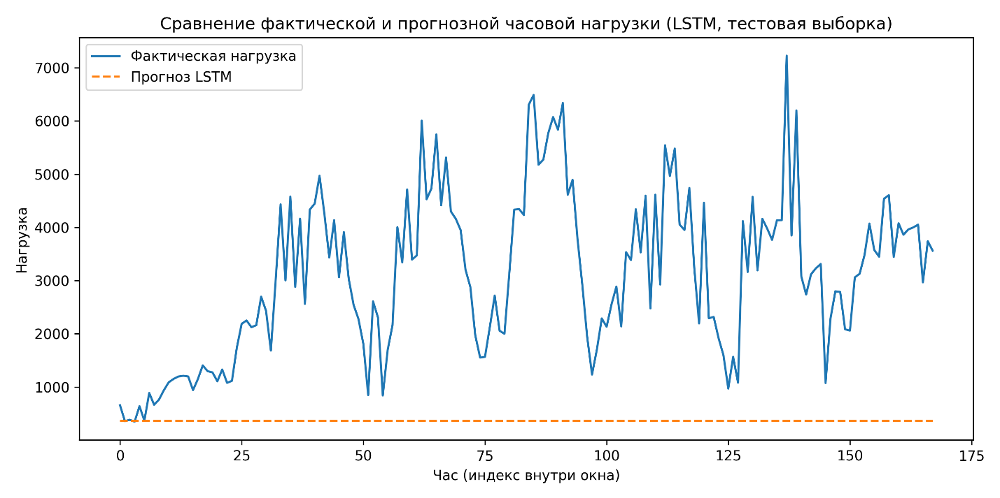 Сравнение фактической и прогнозной часовой нагрузки (LSTM, тестовая выборка)
Фактическая нагрузка
Прогноз LSTM
Нагрузка
7000
6000
5000
4000
3000
2000
1000
0 25 50 75 100 125 150 175
Час (индекс внутри окна)